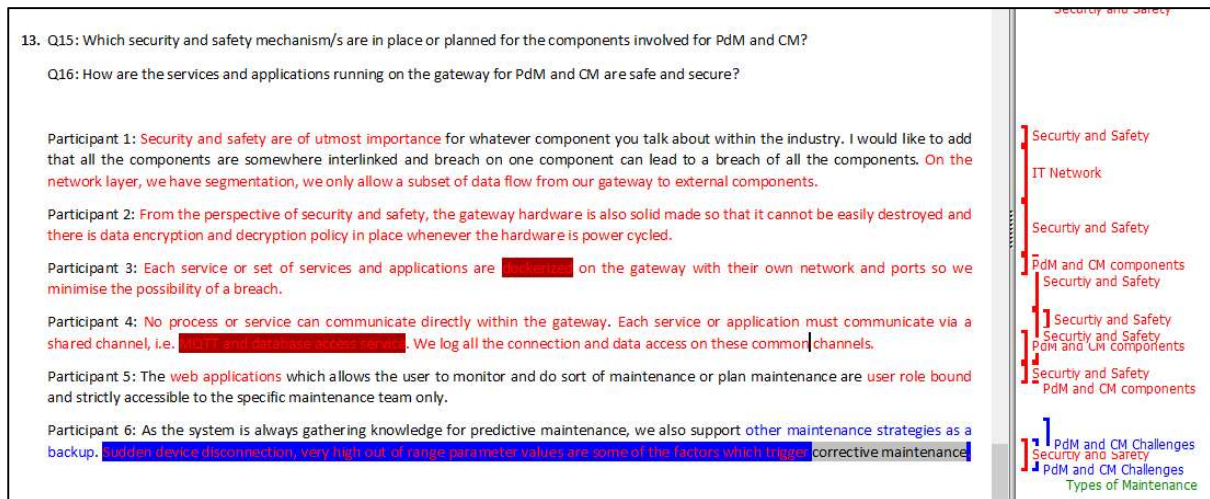 Securtiy and Safety
13. Q15: Which security and safety mechanism/s are in place or planned for the components involved for PdM and CM?
Q16: How are the services and applications running on the gateway for PdM and CM are safe and secure?
Participant 1: Security and safety are of utmost importance for whatever component you talk about within the industry. I would like to add
that all the components are somewhere interlinked and breach on one component can lead to a breach of all the components. On the
network layer, we have segmentation, we only allow a subset of data flow from our gateway to external components.
Participant 2: From the perspective of security and safety, the gateway hardware is also solid made so that it cannot be easily destroyed and
there is data encryption and decryption policy in place whenever the hardware is power cycled.
Participant 3: Each service or set of services and applications are dockerized on the gateway with their own network and ports so we
minimise the possibility of a breach.
Participant 4: No process or service can communicate directly within the gateway. Each service or application must communicate via a
shared channel, i.e. MQTT and database access service. We log all the connection and data access on these common channels.
Participant 5: The web applications which allows the user to monitor and do sort of maintenance or plan maintenance are user role bound
and strictly accessible to the specific maintenance team only.
Participant 6: As the system is always gathering knowledge for predictive maintenance, we also support other maintenance strategies as a
backup. Sudden device disconnection, very high out of range parameter values are some of the factors which trigger corrective maintenance.
Securtiy and Safety
IT Network
Securtiy and Safety
PdM and CM components
Securtiy and Safety
Securtiy and Safety
Securtiy and Safety
PdM and CM components
Securtiy and Safety
PdM and CM components
PdM and CM Challenges
Securtiy and Safety
PdM and CM Challenges
Types of Maintenance